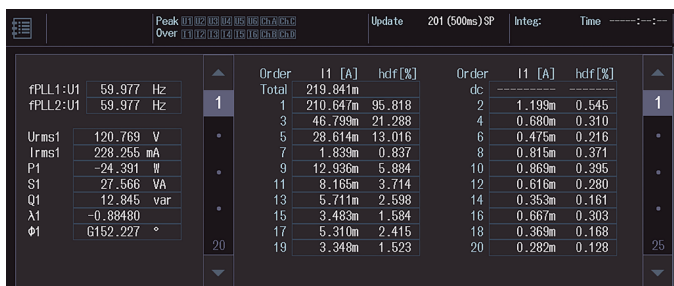 Peak U1 U2 U3 U4 U5 U6 ChA ChC Update 201 (500ms)SP Integ: Time -----:--:--
Over I1 I2 I3 I4 I5 I6 ChB ChD
Order I1 [A] hdf[%] Order I1 [A] hdf[%]
fPLL1:U1 59.977 Hz Total 219.841m dc --------- -------
fPLL2:U1 59.977 Hz 1 1 210.647m 95.818 2 1.199m 0.545 1
3 46.799m 21.288 4 0.680m 0.310
Urms1 120.769 V 5 28.614m 13.016 6 0.475m 0.216
Irms1 228.255 mA 7 1.839m 0.837 8 0.815m 0.371
P1 -24.391 W 9 12.936m 5.884 10 0.869m 0.395
S1 27.566 VA 11 8.165m 3.714 12 0.616m 0.280
Q1 12.845 var 13 5.711m 2.598 14 0.353m 0.161
λ1 -0.88480 15 3.483m 1.584 16 0.667m 0.303
Φ1 G152.227 ° 17 5.310m 2.415 18 0.369m 0.168
20 19 3.348m 1.523 20 0.282m 0.128 25